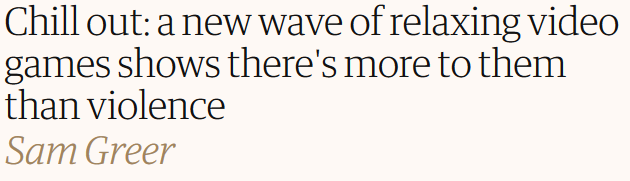 Chill out: a new wave of relaxing video
games shows there's more to them
than violence
Sam Greer